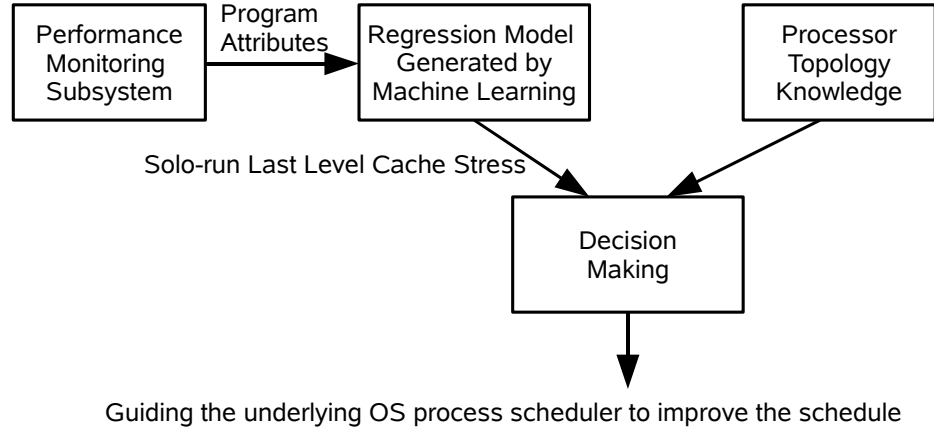 Performance
Monitoring
Subsystem
Program
Attributes
Regression Model
Generated by
Machine Learning
Processor
Topology
Knowledge
Solo-run Last Level Cache Stress
Decision
Making
Guiding the underlying OS process scheduler to improve the schedule